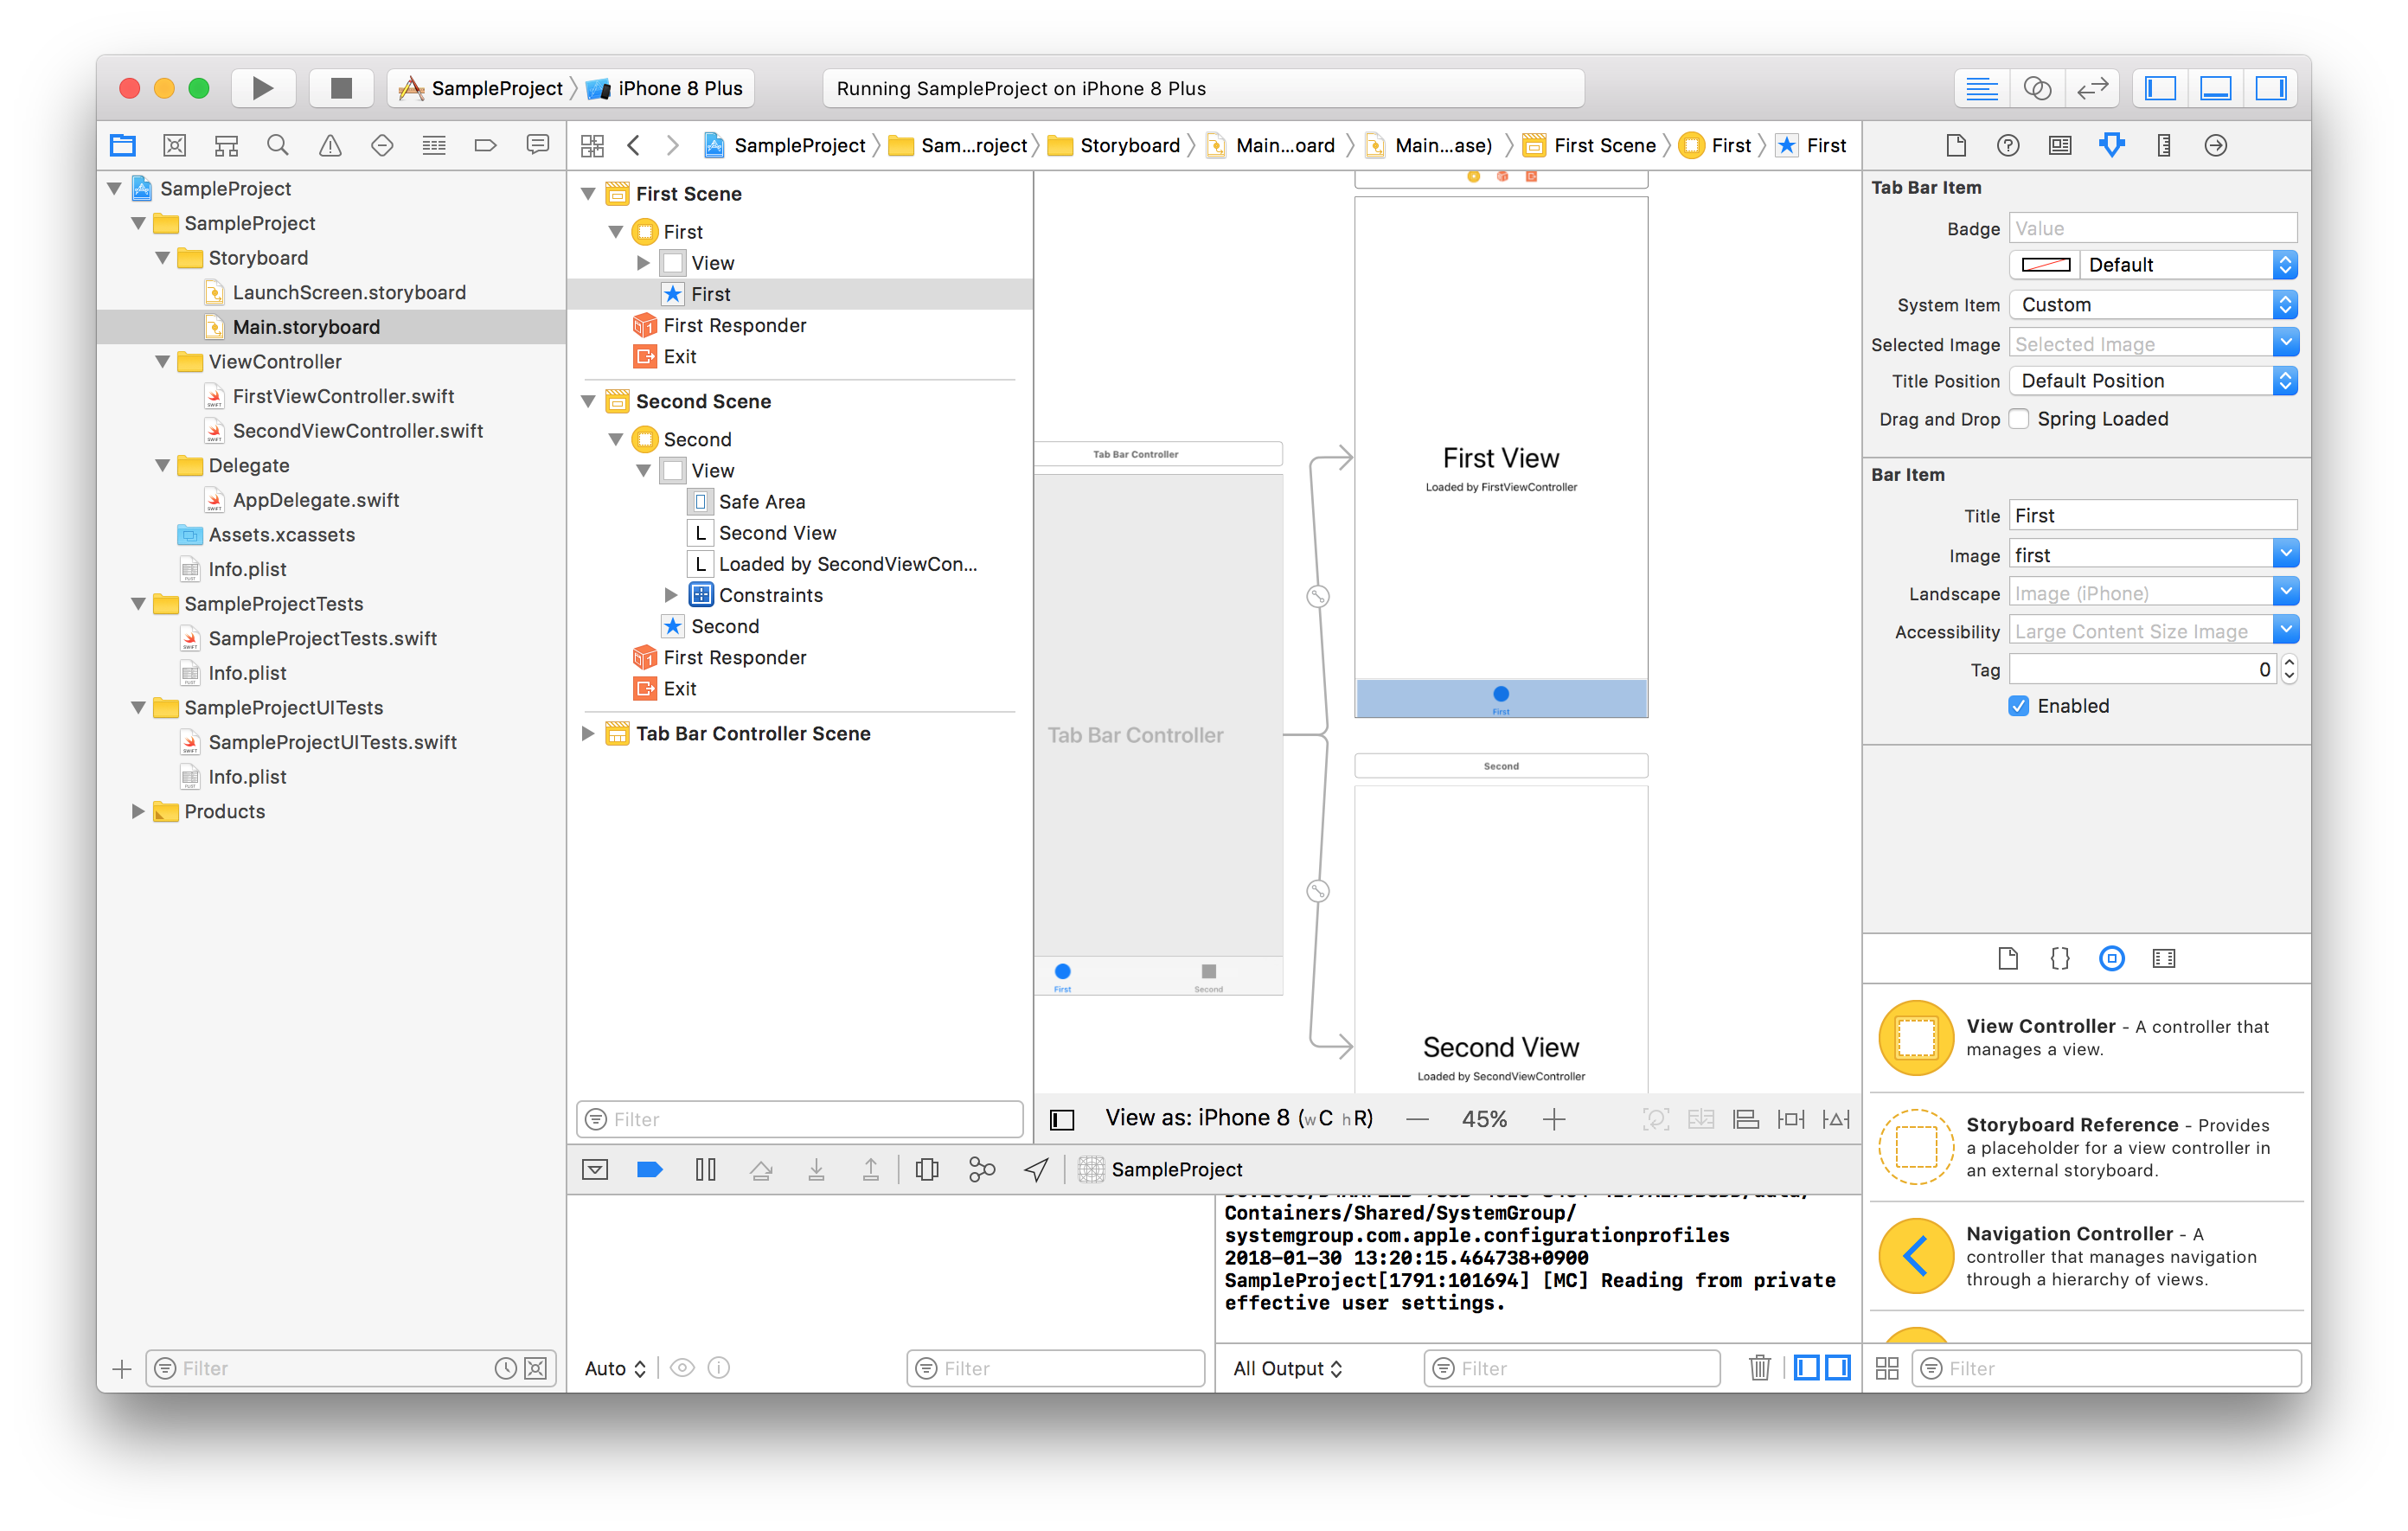 SampleProject
iPhone 8 Plus
Running SampleProject on iPhone 8 Plus
SampleProject
Sam...roject
Storyboard
Main...oard
Main...ase)
First Scene
First
First
SampleProject
SampleProject
Storyboard
LaunchScreen.storyboard
Main.storyboard
ViewController
SWIFT FirstViewController.swift
SWIFT SecondViewController.swift
Delegate
SWIFT AppDelegate.swift
Assets.xcassets
Info.plist
SampleProjectTests
SWIFT SampleProjectTests.swift
Info.plist
SampleProjectUITests
SWIFT SampleProjectUITests.swift
Info.plist
Products
Filter
First Scene
First
View
First
First Responder
Exit
Second Scene
Second
View
Safe Area
L Second View
L Loaded by SecondViewCon...
Constraints
Second
First Responder
Exit
Tab Bar Controller Scene
Filter
Tab Bar Controller
Tab Bar Controller
First
Second
First View
Loaded by FirstViewController
First
Second
Second View
Loaded by SecondViewController
View as: iPhone 8 (wC hR)
45%
SampleProject
Containers/Shared/SystemGroup/
systemgroup.com.apple.configurationprofiles
2018-01-30 13:20:15.464738+0900
SampleProject[1791:101694] [MC] Reading from private
effective user settings.
Auto
Filter
All Output
Filter
Tab Bar Item
Badge Value
Default
System Item Custom
Selected Image Selected Image
Title Position Default Position
Drag and Drop Spring Loaded
Bar Item
Title First
Image first
Landscape Image (iPhone)
Accessibility Large Content Size Image
Tag 0
Enabled
{}
View Controller - A controller that
manages a view.
Storyboard Reference - Provides
a placeholder for a view controller in
an external storyboard.
Navigation Controller - A
controller that manages navigation
through a hierarchy of views.
Filter